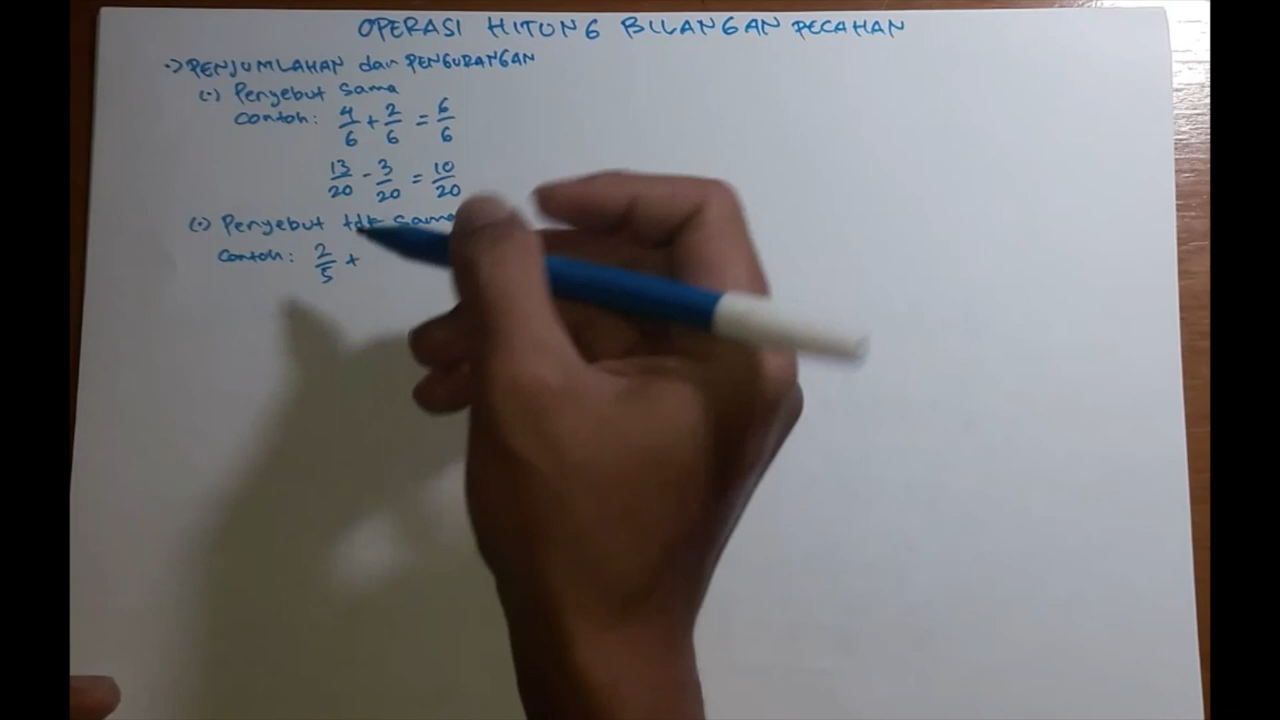 OPERASI HITUNG BILANGAN PECAHAN
·) PENJUMLAHAN dan PENGURANGAN
(·) Penyebut sama
Contoh: 4/6 + 2/6 = 6/6
13/20 - 3/20 = 10/20
(·) Penyebut tdk sama
Contoh: 2/5 +